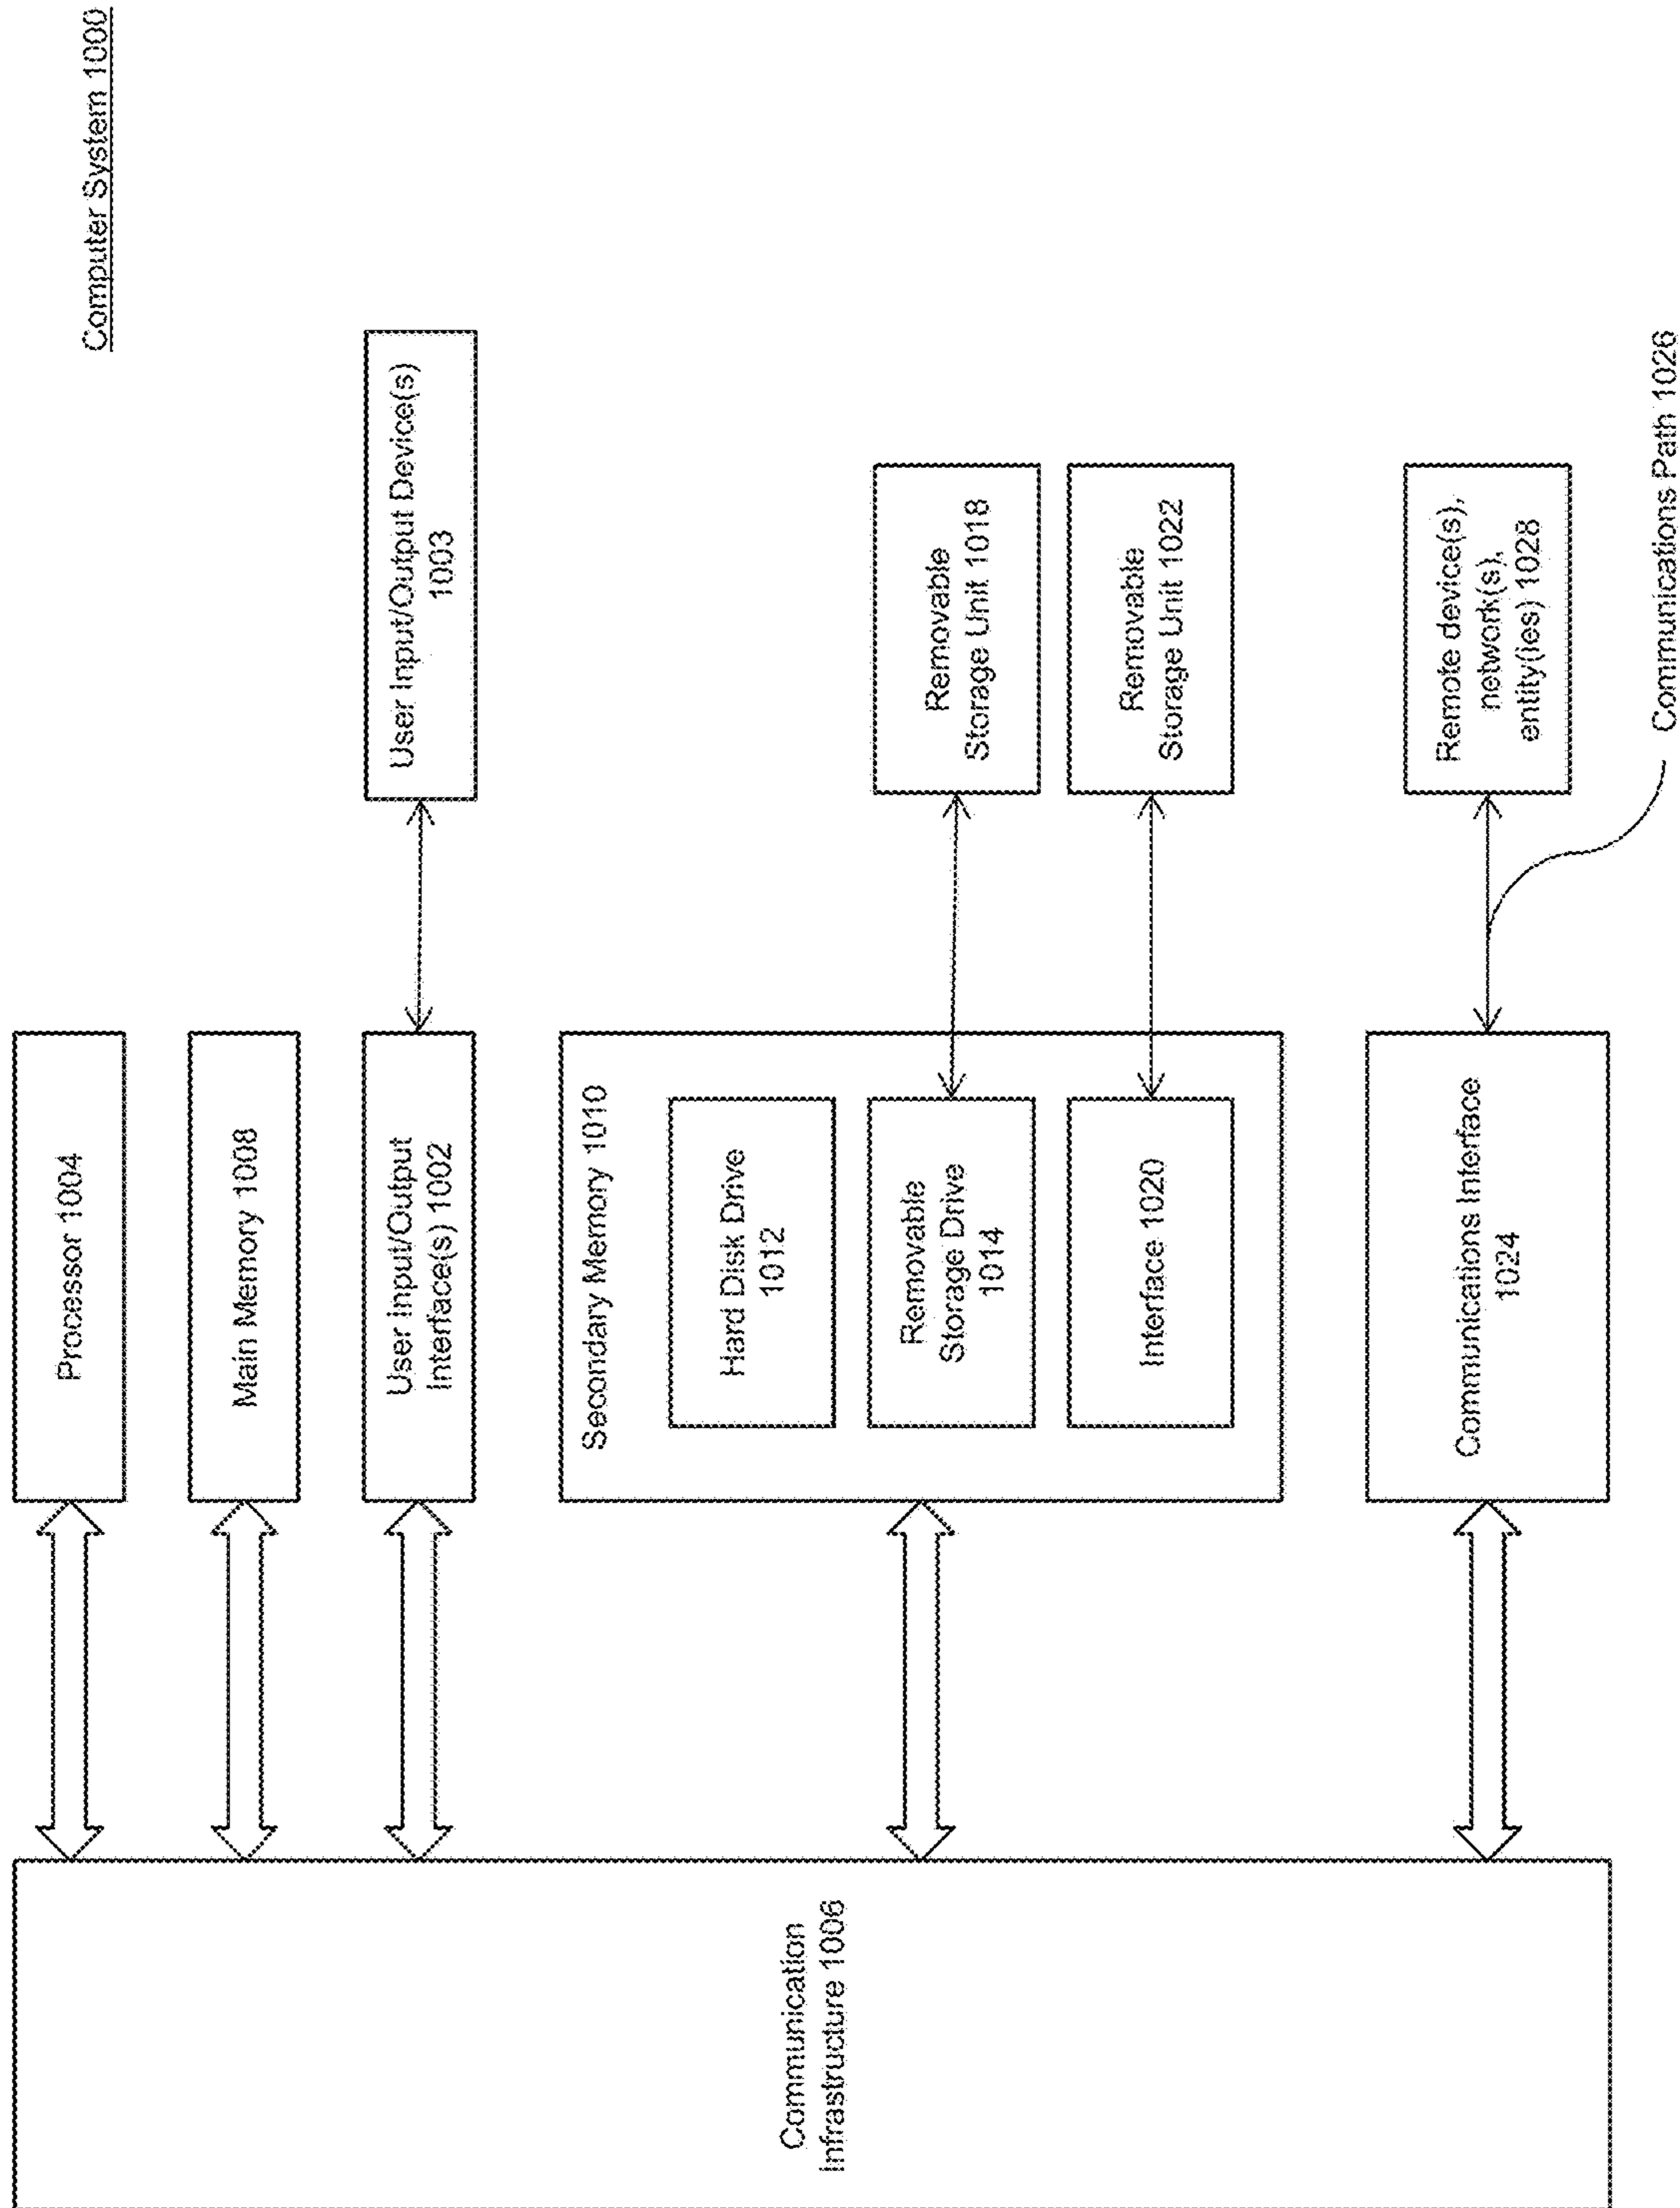 Computer System 1000
Communication
Infrastructure 1006
Processor 1004
Main Memory 1008
User Input/Output
Interface(s) 1002
User Input/Output Device(s)
1003
Secondary Memory 1010
Hard Disk Drive
1012
Removable
Storage Drive
1014
Removable
Storage Unit 1018
Interface 1020
Removable
Storage Unit 1022
Communications Interface
1024
Remote device(s),
network(s),
entity(ies) 1028
Communications Path 1026